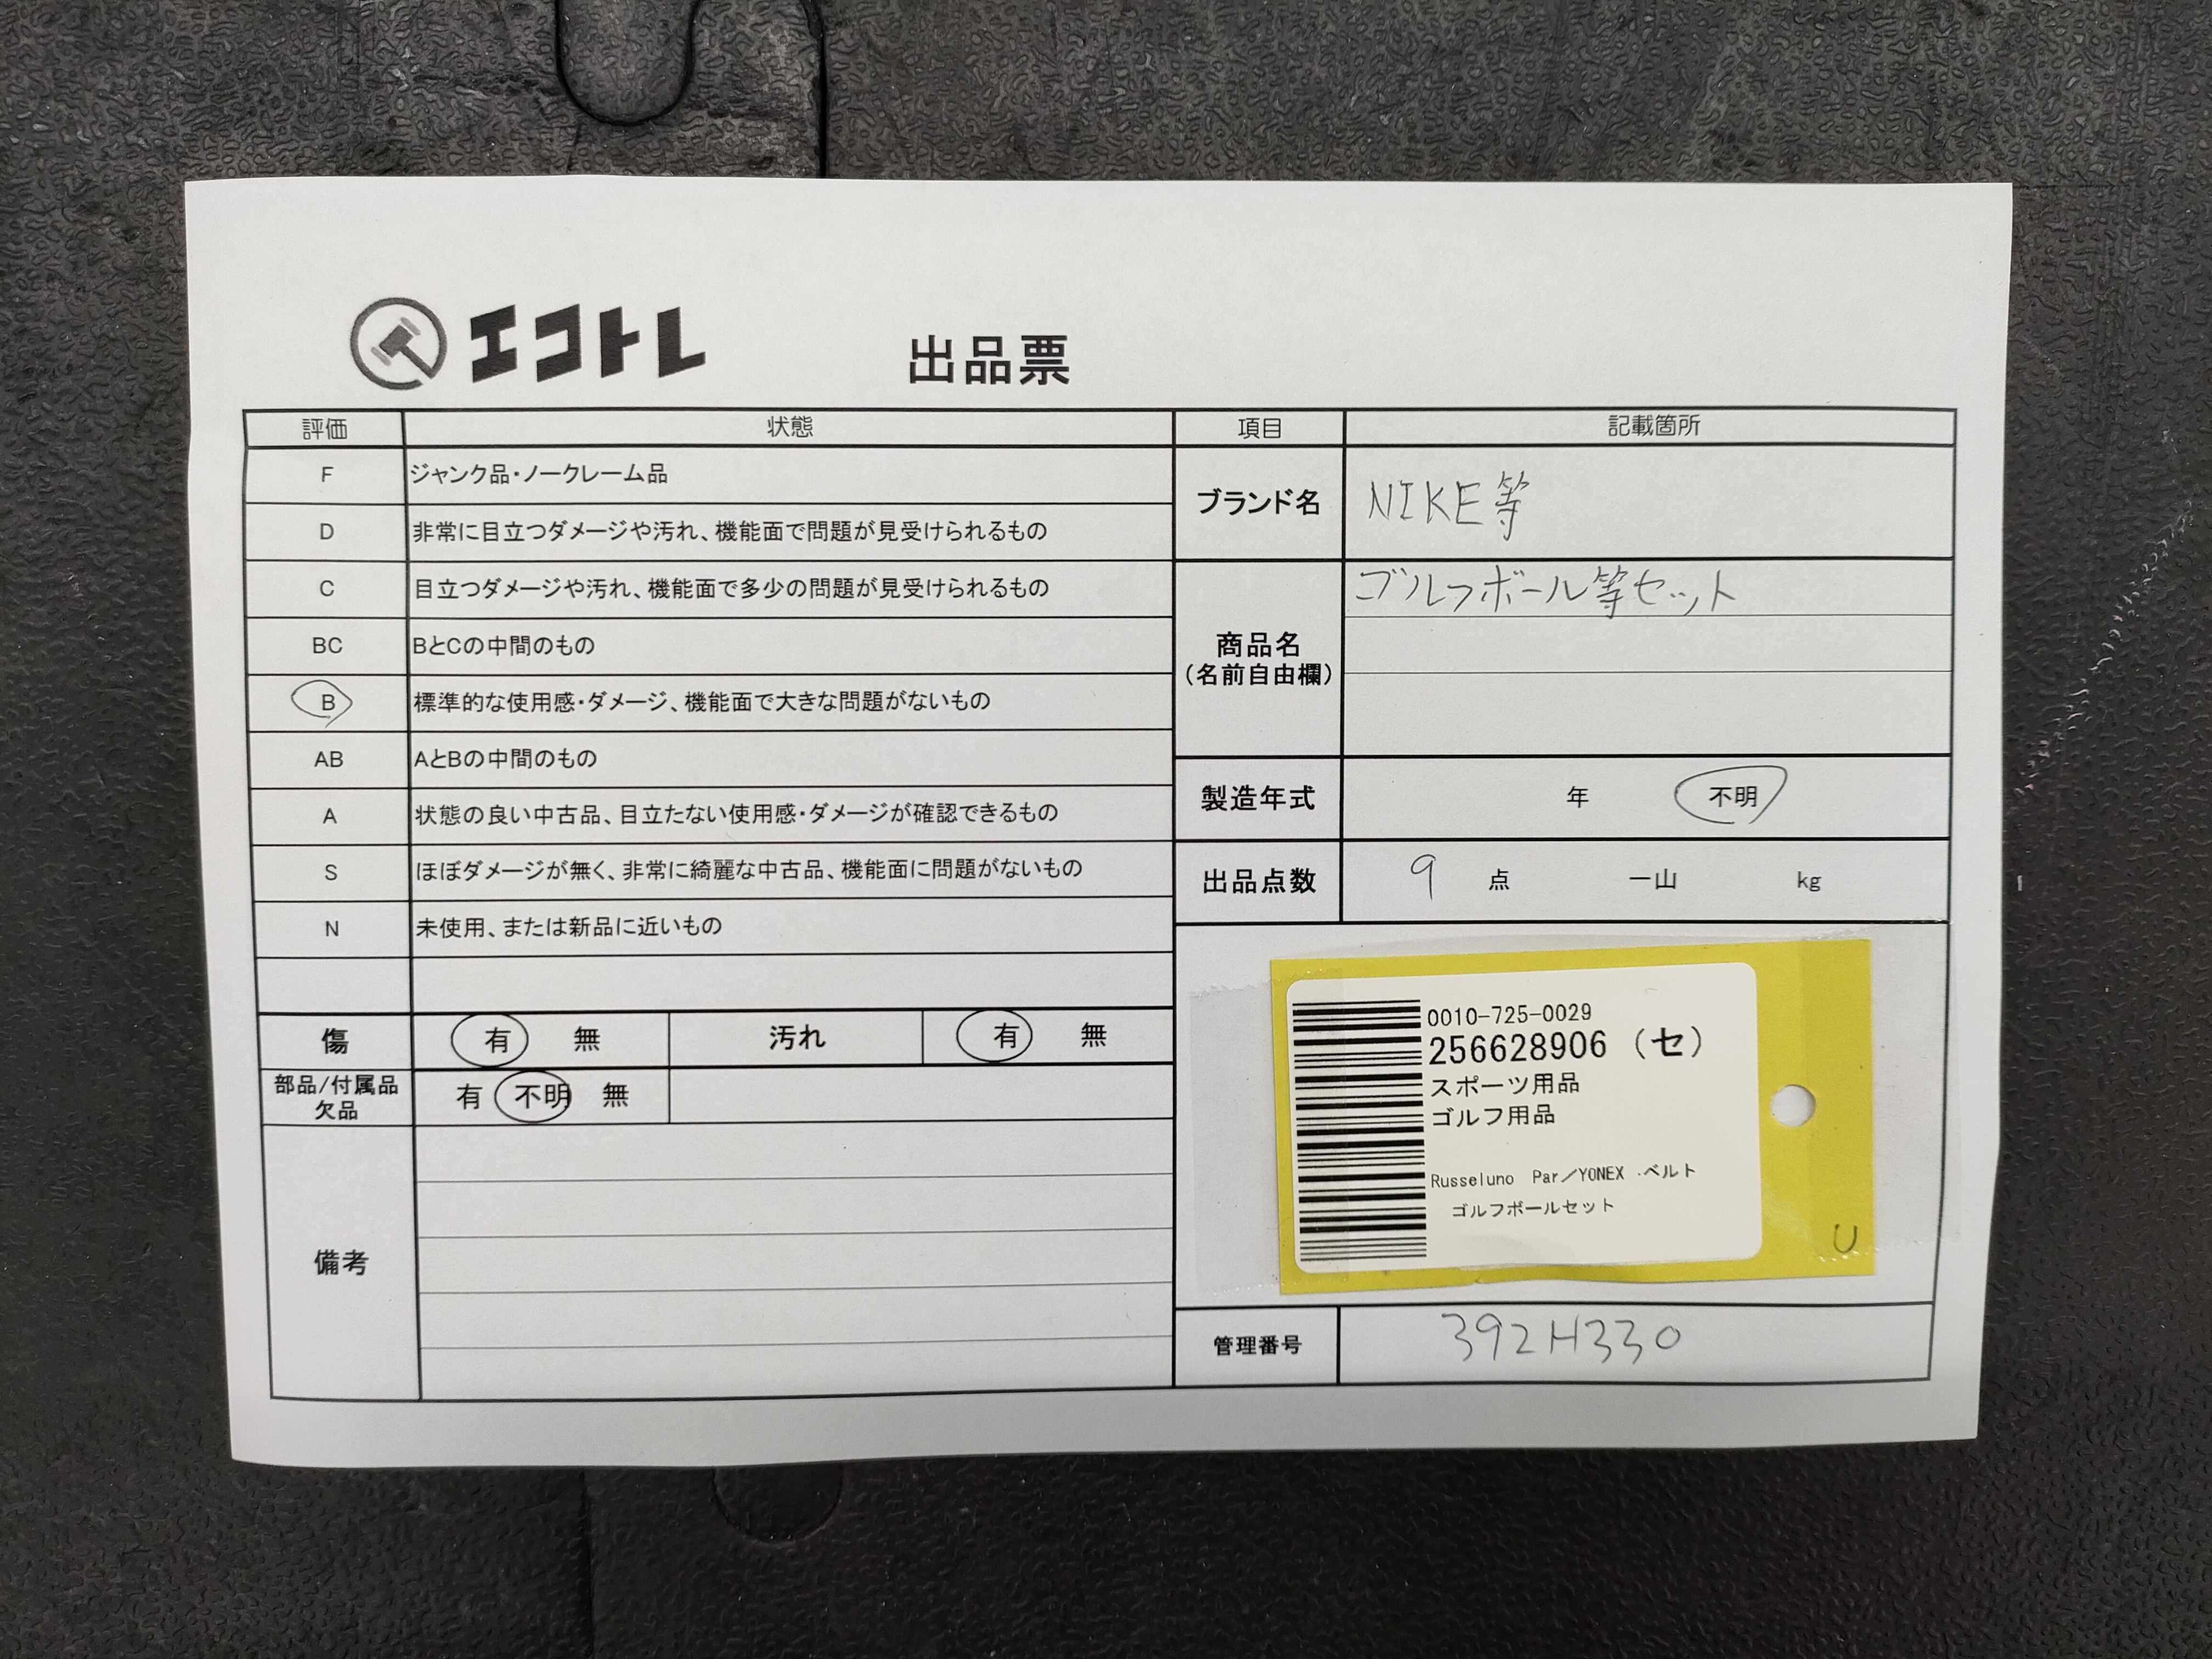 エコトレ
出品票
評価 状態
F ジャンク品・ノークレーム品
D 非常に目立つダメージや汚れ、機能面で問題が見受けられるもの
C 目立つダメージや汚れ、機能面で多少の問題が見受けられるもの
BC BとCの中間のもの
B 標準的な使用感・ダメージ、機能面で大きな問題がないもの
AB AとBの中間のもの
A 状態の良い中古品、目立たない使用感・ダメージが確認できるもの
S ほぼダメージが無く、非常に綺麗な中古品、機能面に問題がないもの
N 未使用、または新品に近いもの
傷 有 無 汚れ 有 無
部品/付属品
欠品 有 不明 無
備考
項目 記載箇所
ブランド名 NIKE等
商品名
(名前自由欄)
ゴルフボール等セット
製造年式 年 不明
出品点数 9 点 一山 kg
0010-725-0029
256628906 (セ)
スポーツ用品
ゴルフ用品
Russeluno Par／YONEX ・ベルト
ゴルフボールセット
U
管理番号 392H330